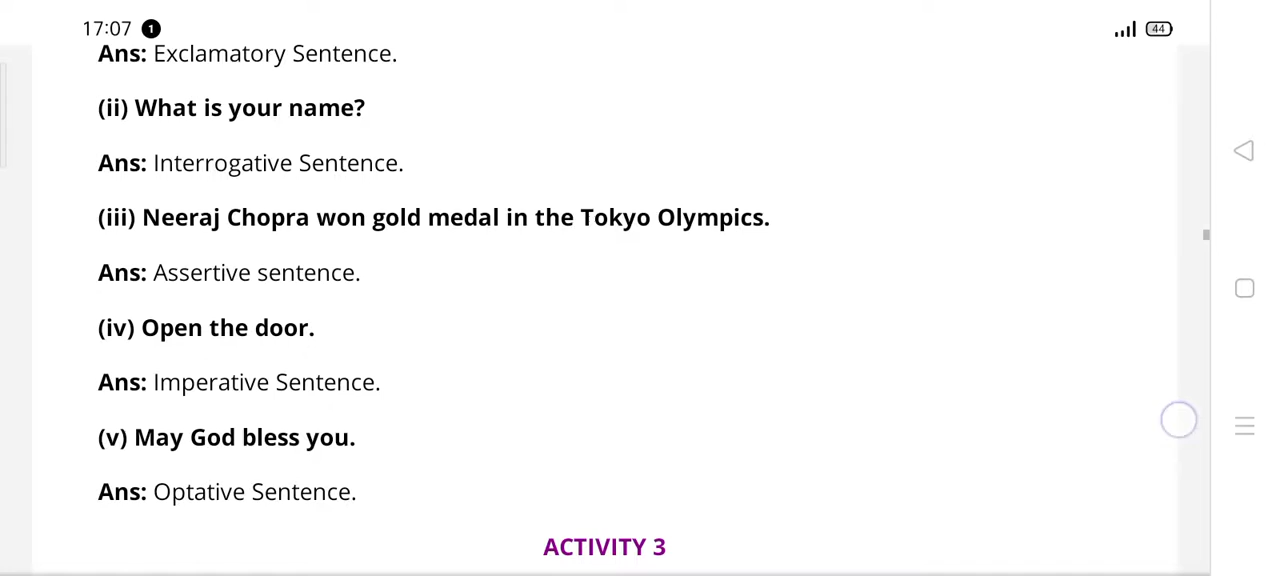 17:07 1
44
Ans: Exclamatory Sentence.
(ii) What is your name?
Ans: Interrogative Sentence.
(iii) Neeraj Chopra won gold medal in the Tokyo Olympics.
Ans: Assertive sentence.
(iv) Open the door.
Ans: Imperative Sentence.
(v) May God bless you.
Ans: Optative Sentence.
ACTIVITY 3